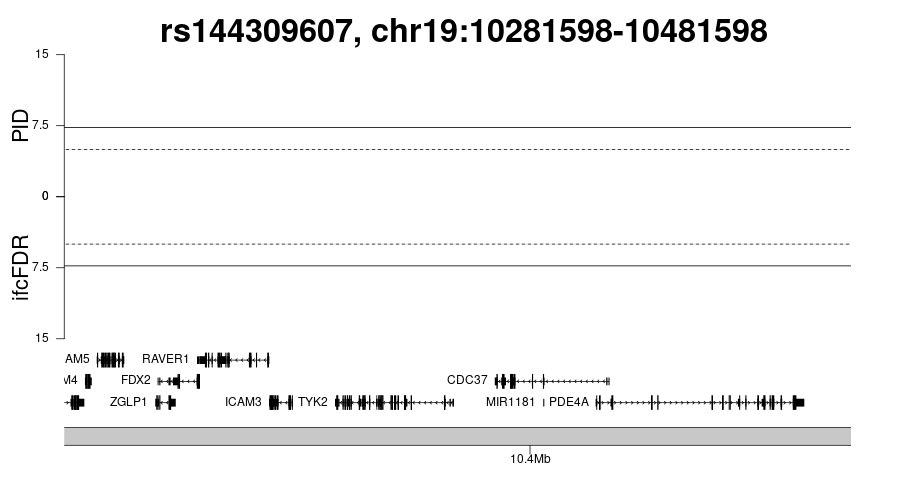 rs144309607, chr19:10281598-10481598
15
PID
7.5
0
ifcFDR
7.5
15
AM5 RAVER1
M4 FDX2 CDC37
ZGLP1 ICAM3 TYK2 MIR1181 PDE4A
10.4Mb